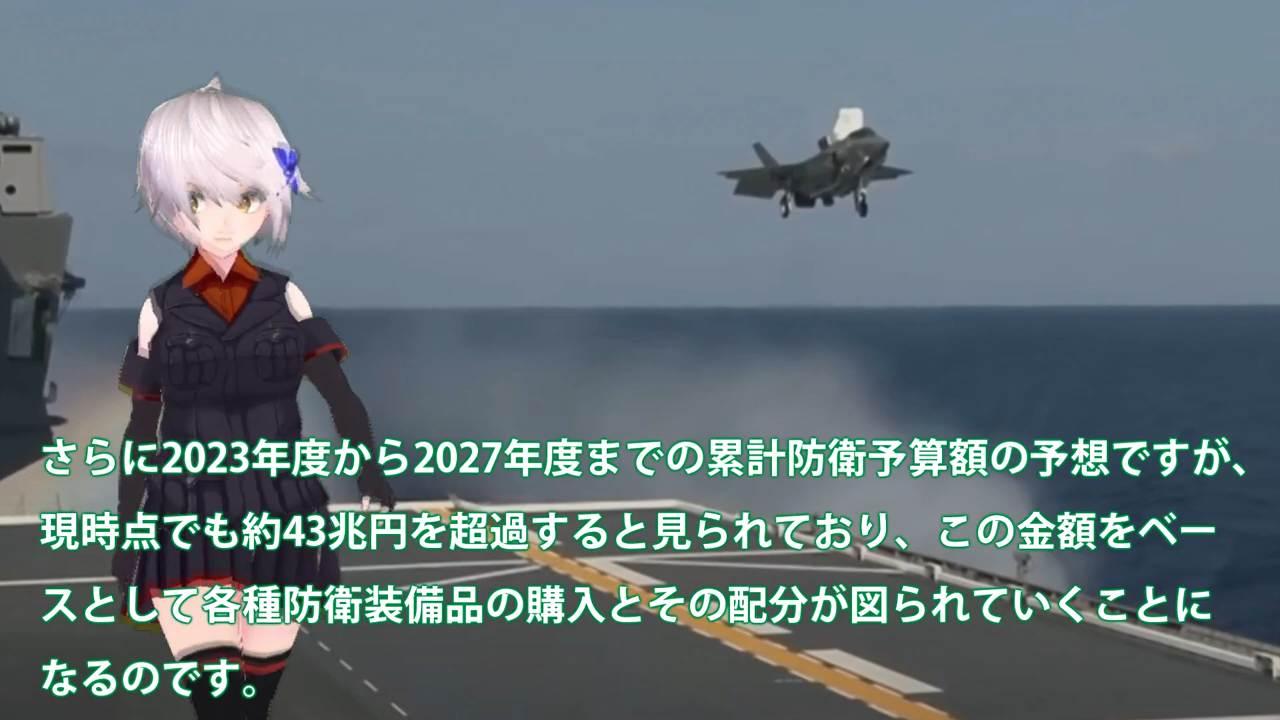 さらに2023年度から2027年度までの累計防衛予算額の予想ですが、
現時点でも約43兆円を超過すると見られており、この金額をベー
スとして各種防衛装備品の購入とその配分が図られていくことに
なるのです。